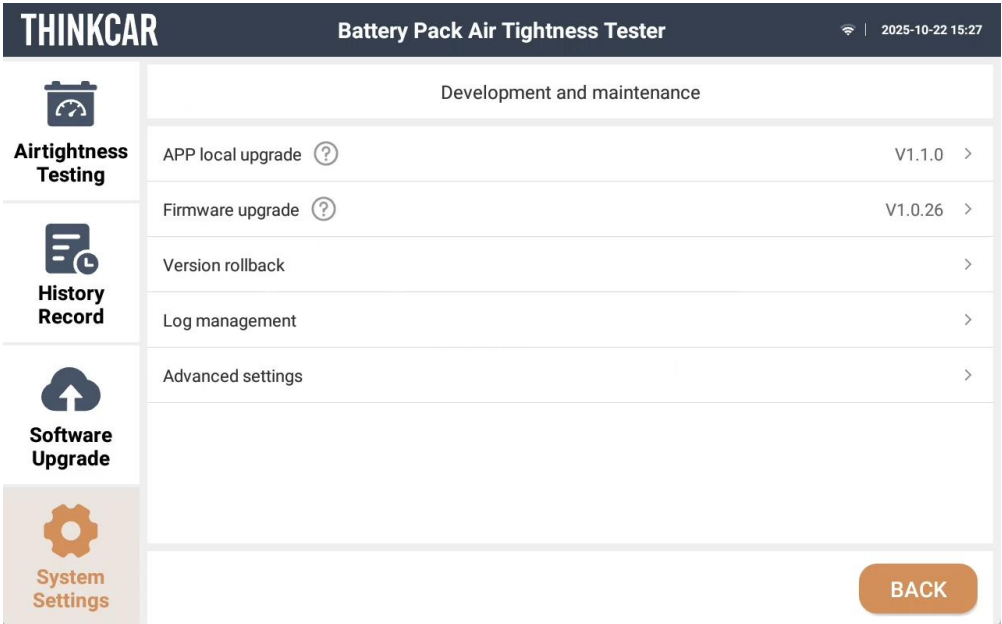 THINKCAR
Battery Pack Air Tightness Tester
2025-10-22 15:27
Airtightness
Testing
History
Record
Software
Upgrade
System
Settings
Development and maintenance
APP local upgrade ?
V1.1.0 >
Firmware upgrade ?
V1.0.26 >
Version rollback >
Log management >
Advanced settings >
BACK